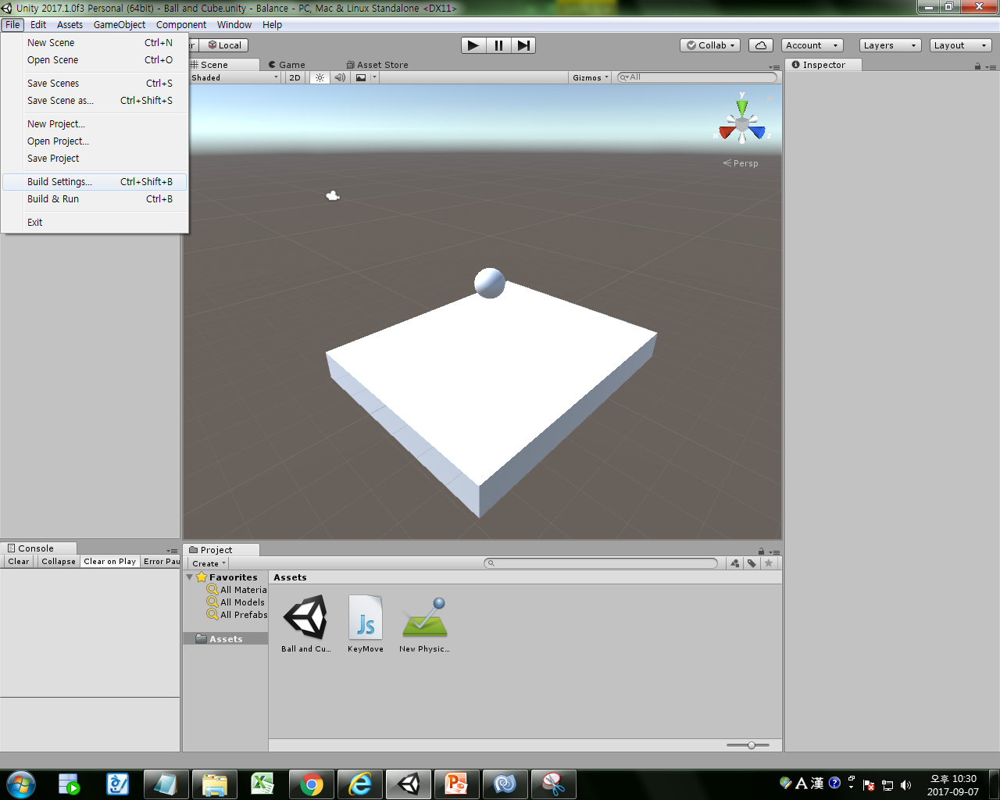 Unity 2017.1.0f3 Personal (64bit) - Ball and Cube.unity - Balance - PC, Mac & Linux Standalone <DX11>
File Edit Assets GameObject Component Window Help
New Scene Ctrl+N
Open Scene Ctrl+O
Save Scenes Ctrl+S
Save Scene as... Ctrl+Shift+S
New Project...
Open Project...
Save Project
Build Settings... Ctrl+Shift+B
Build & Run Ctrl+B
Exit
Local
Collab Account Layers Layout
Scene Game Asset Store
Inspector
Shaded 2D Gizmos All
y
x z
Persp
Console
Clear Collapse Clear on Play Error Pau
Project
Create
Favorites
All Materia
All Models
All Prefabs
Assets
Assets
Js
Ball and Cu... KeyMove New Physic...
A 漢
오후 10:30
2017-09-07